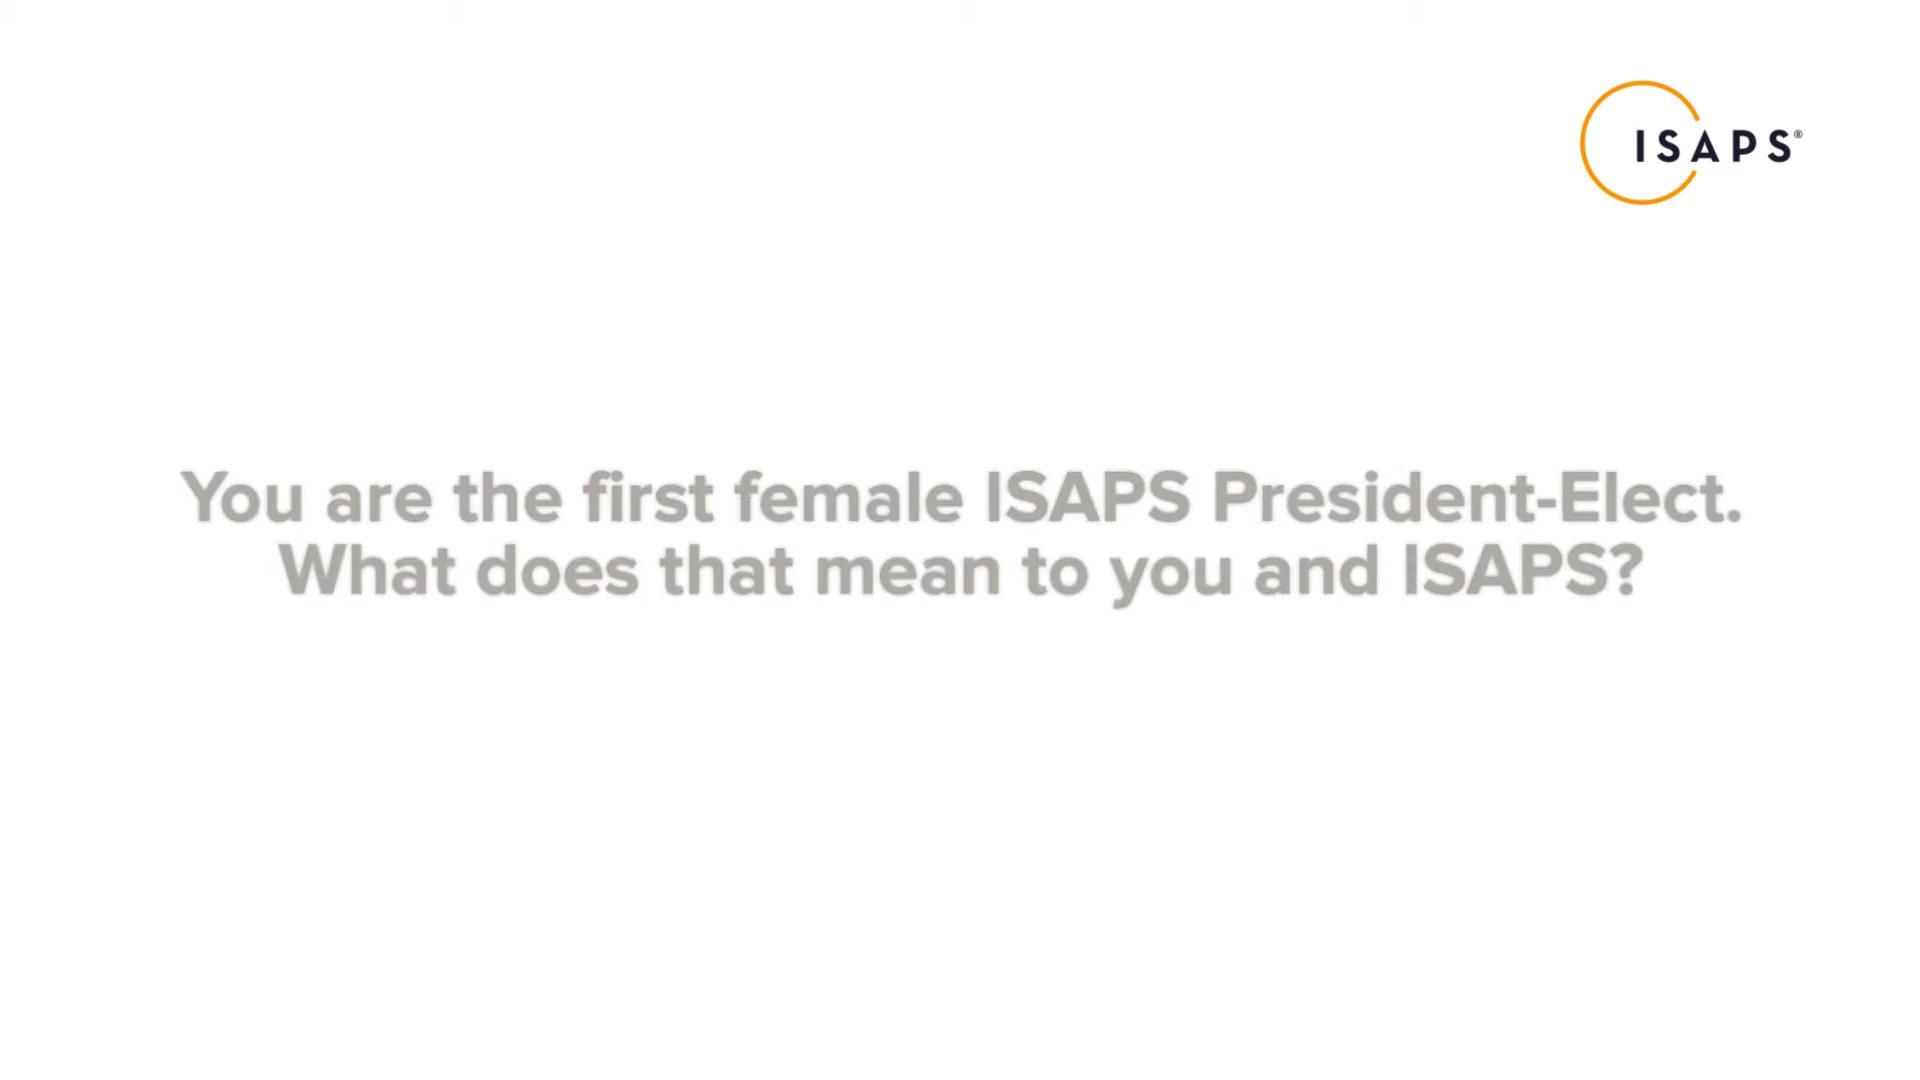 ISAPS®
You are the first female ISAPS President-Elect.
What does that mean to you and ISAPS?